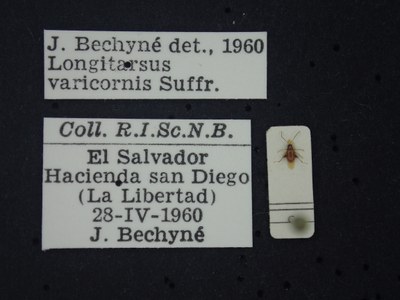 J. Bechyné det., 1960
Longitarsus
varicornis Suffr.
Coll. R.I.Sc.N.B.
El Salvador
Hacienda san Diego
(La Libertad)
28-IV-1960
J. Bechyné